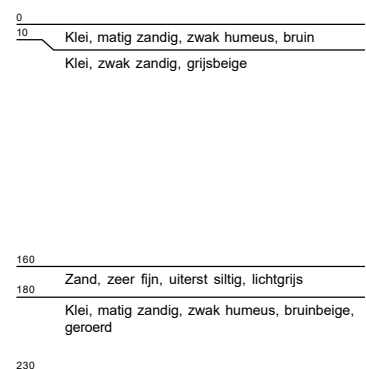 0
10
Klei, matig zandig, zwak humeus, bruin
Klei, zwak zandig, grijsbeige
160
Zand, zeer fijn, uiterst siltig, lichtgrijs
180
Klei, matig zandig, zwak humeus, bruinbeige,
geroerd
230